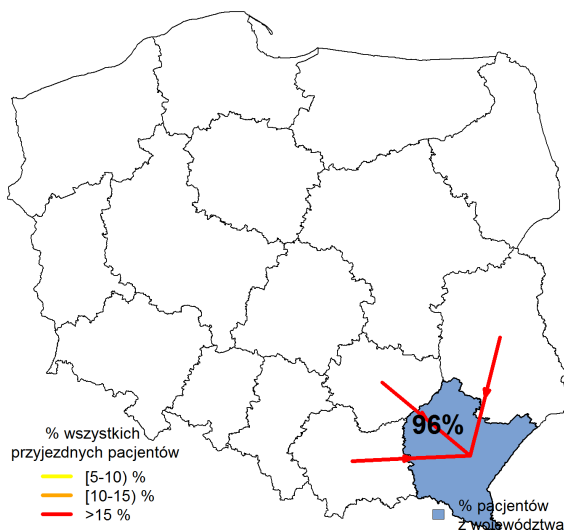 96%
% wszystkich
przyjezdnych pacjentów
[5-10) %
[10-15) %
>15 %
% pacjentów
z województwa